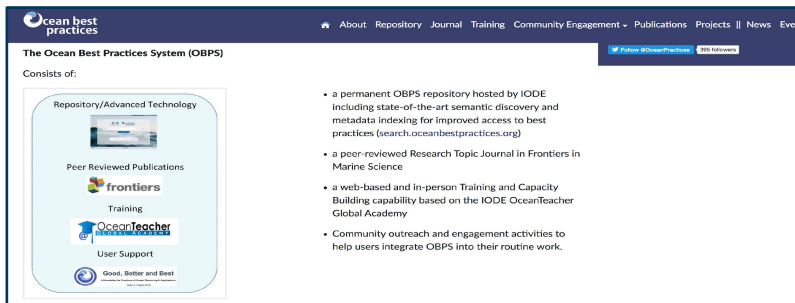 Ocean best
practices
About Repository Journal Training Community Engagement Publications Projects || News Eve
The Ocean Best Practices System (OBPS)
Follow @OceanPractices 395 followers
Consists of:
Repository/Advanced Technology
Peer Reviewed Publications
frontiers
Training
OceanTeacher
GLOBAL ACADEMY
User Support
Good, Better and Best
• a permanent OBPS repository hosted by IODE
including state-of-the-art semantic discovery and
metadata indexing for improved access to best
practices (search.oceanbestpractices.org)
• a peer-reviewed Research Topic Journal in Frontiers in
Marine Science
• a web-based and in-person Training and Capacity
Building capability based on the IODE OceanTeacher
Global Academy
• Community outreach and engagement activities to
help users integrate OBPS into their routine work.